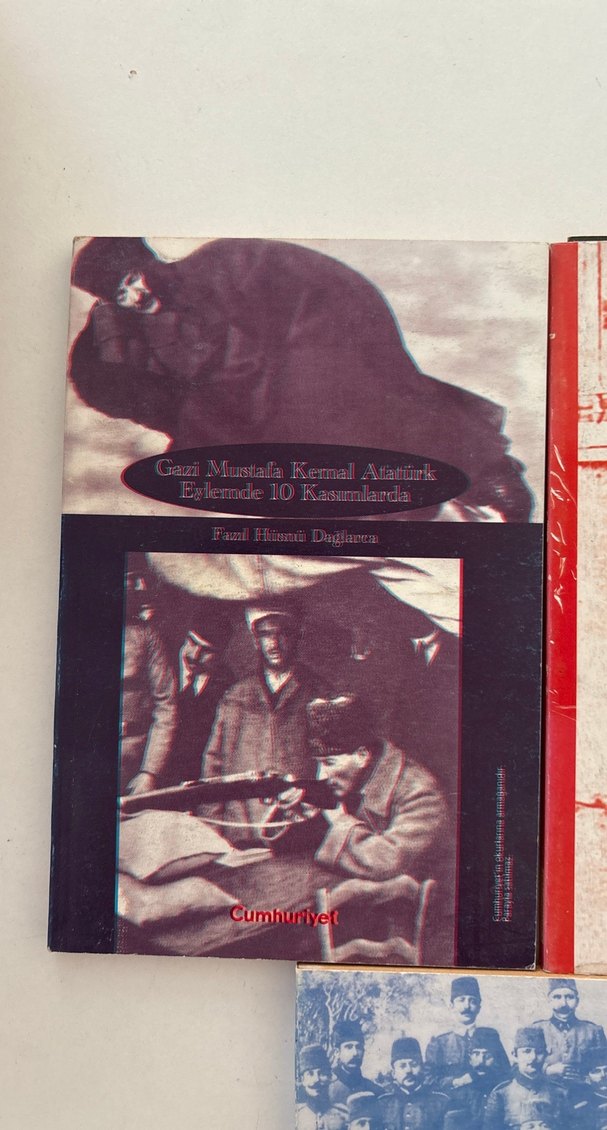 Gazi Mustafa Kemal Atatürk
Eylemde 10 Kasımlarda
Fazıl Hüsnü Dağlarca
Cumhuriyet
Cumhuriyet'in okurlarına armağanıdır.
Parayla satılmaz.